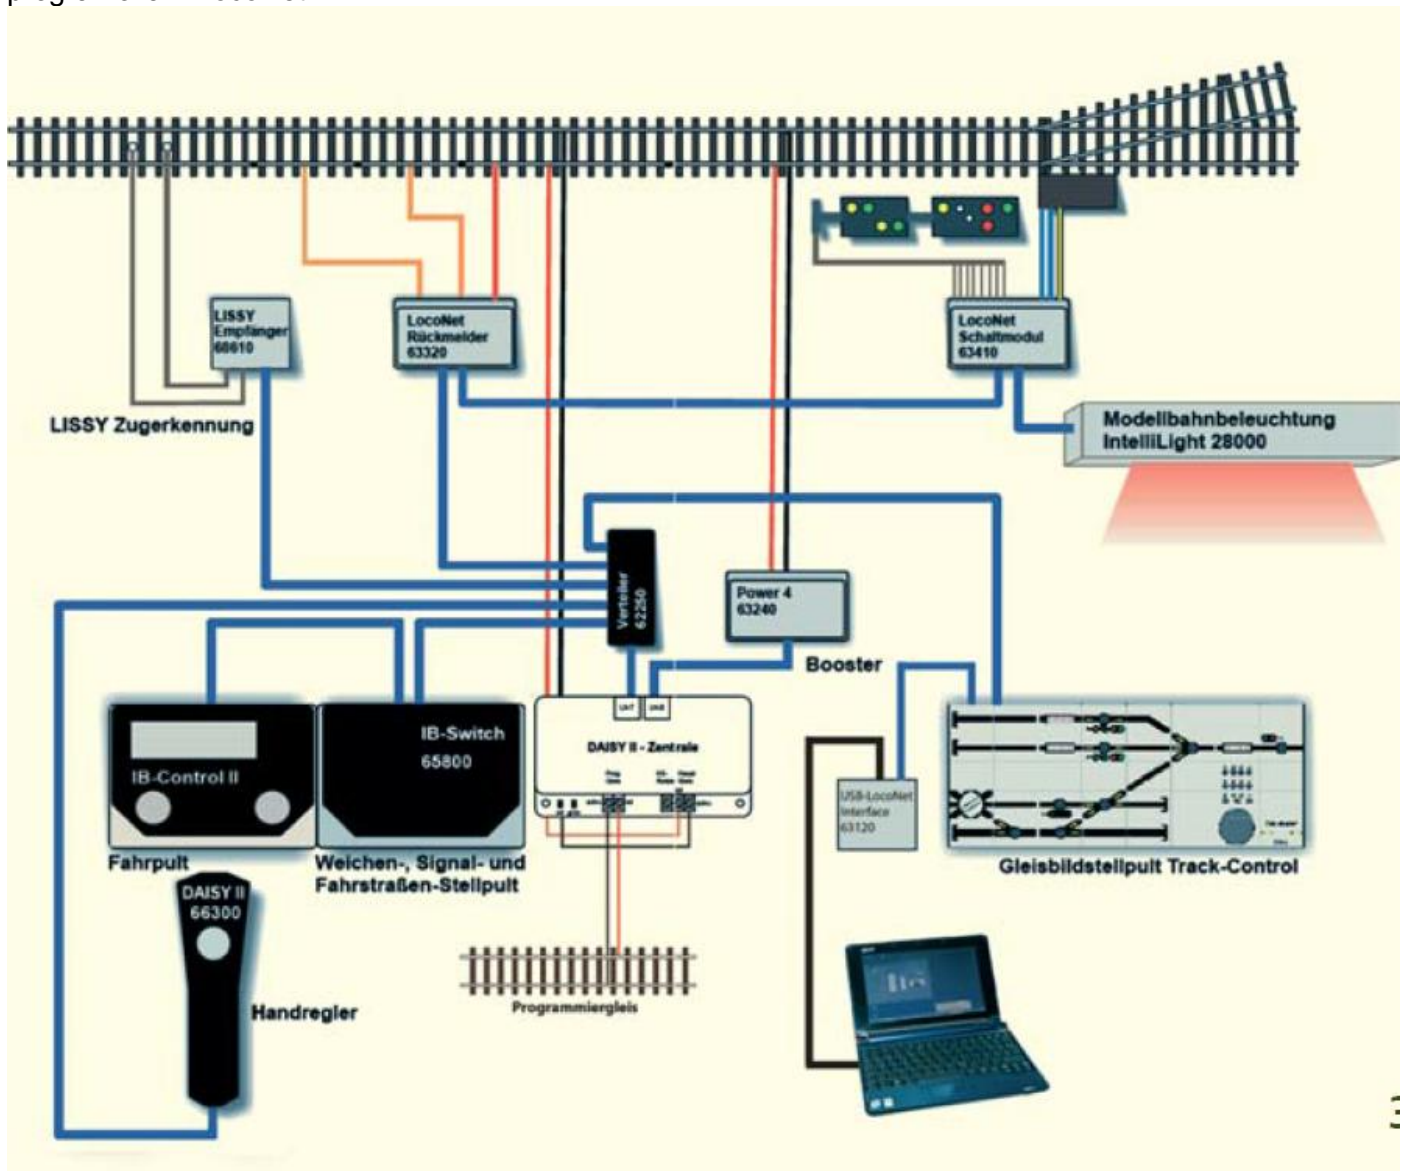 LISSY
Empfänger
68610
LocoNet
Rückmelder
63320
LocoNet
Schaltmodul
63410
LISSY Zugerkennung
Modellbahnbeleuchtung
IntelliLight 28000
Verteiler
62250
Power 4
63240
Booster
IB-Control II
IB-Switch
65800
DAISY II - Zentrale
USB-LocoNet
Interface
63120
Fahrpult
Weichen-, Signal- und
Fahrstraßen-Stellpult
Gleisbildstellpult Track-Control
DAISY II
66300
Handregler
Programmiergleis